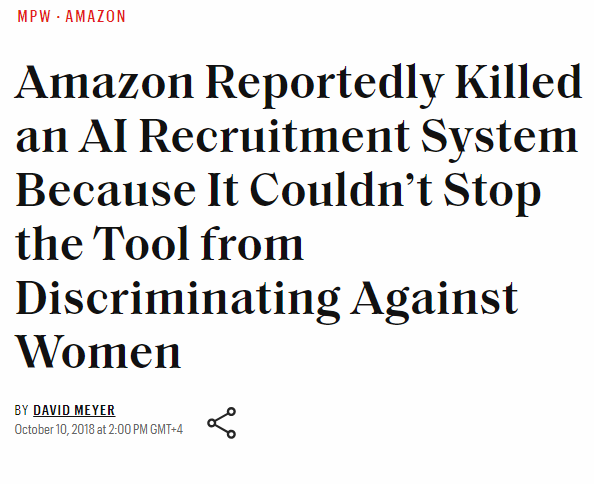 MPW · AMAZON
Amazon Reportedly Killed
an AI Recruitment System
Because It Couldn’t Stop
the Tool from
Discriminating Against
Women
BY DAVID MEYER
October 10, 2018 at 2:00 PM GMT+4